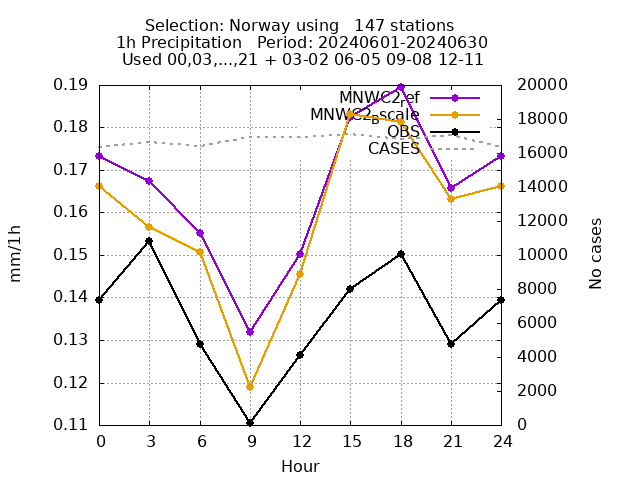 Selection: Norway using   147 stations
1h Precipitation   Period: 20240601-20240630
Used 00,03,...,21 + 03-02 06-05 09-08 12-11
0.19
0.18
0.17
0.16
0.15
0.14
0.13
0.12
0.11
mm/1h
20000
18000
16000
14000
12000
10000
8000
6000
4000
2000
0
No cases
MNWC2ref
MNWC2Bscale
OBS
CASES
0 3 6 9 12 15 18 21 24
Hour